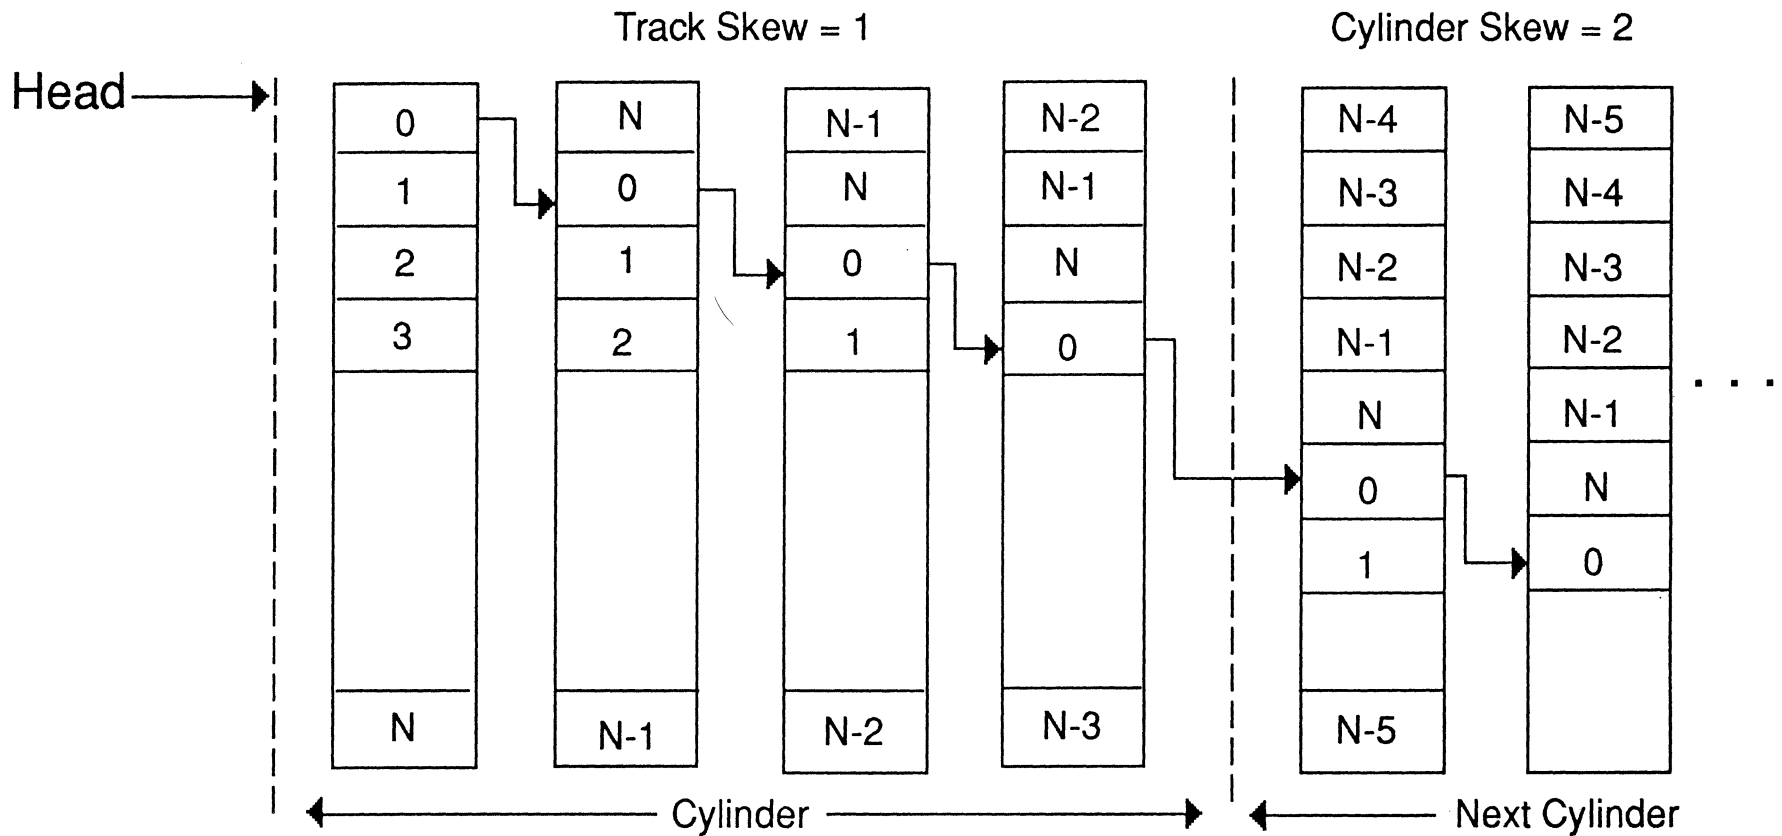 Track Skew = 1
Cylinder Skew = 2
Head
0
1
2
3
N
N
0
1
2
N-1
N-1
N
0
1
N-2
N-2
N-1
N
0
N-3
N-4
N-3
N-2
N-1
N
0
1
N-5
N-5
N-4
N-3
N-2
N-1
N
0
. . .
Cylinder
Next Cylinder